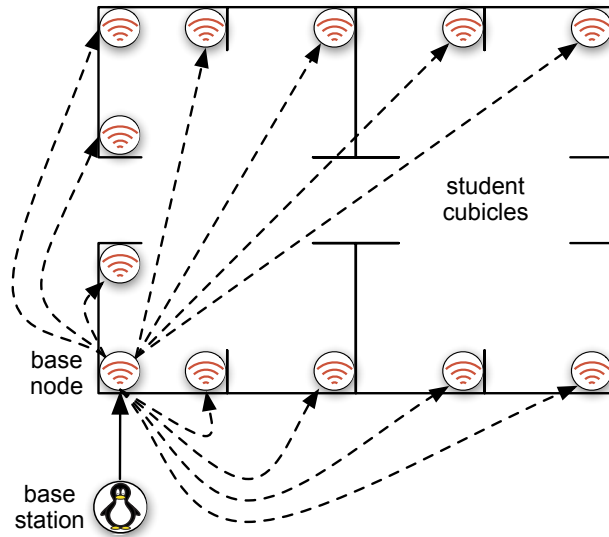 student
cubicles
base
node
base
station